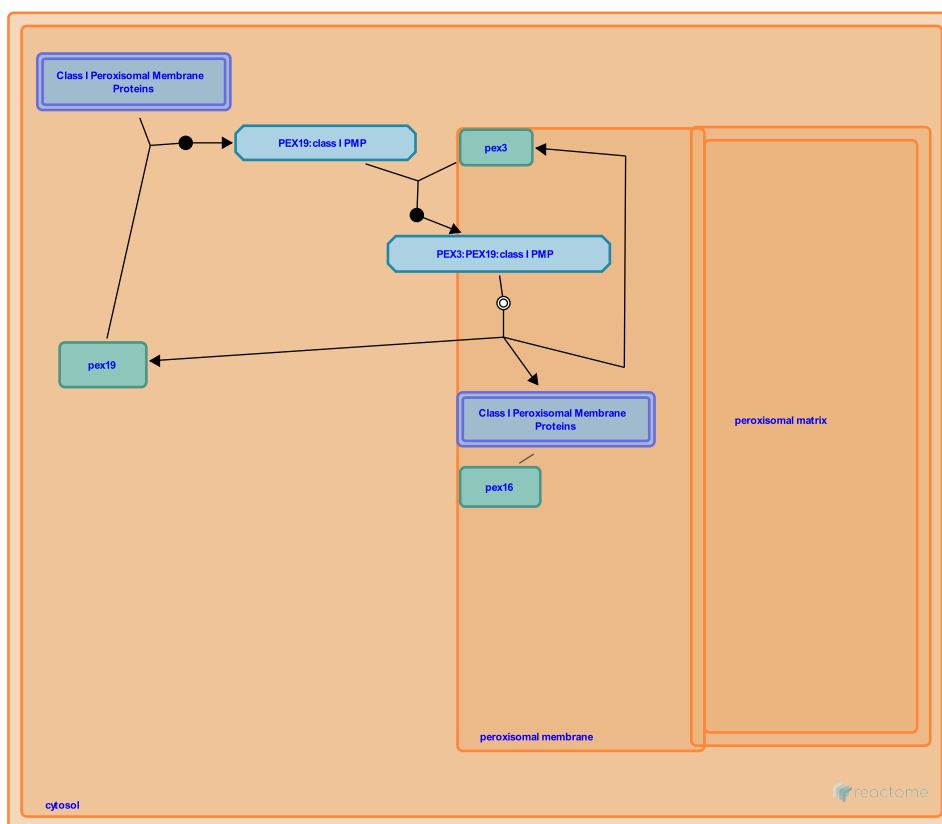 Class I Peroxisomal Membrane
Proteins
PEX19:class I PMP
pex3
PEX3:PEX19:class I PMP
pex19
Class I Peroxisomal Membrane
Proteins
peroxisomal matrix
pex16
peroxisomal membrane
reactome
cytosol